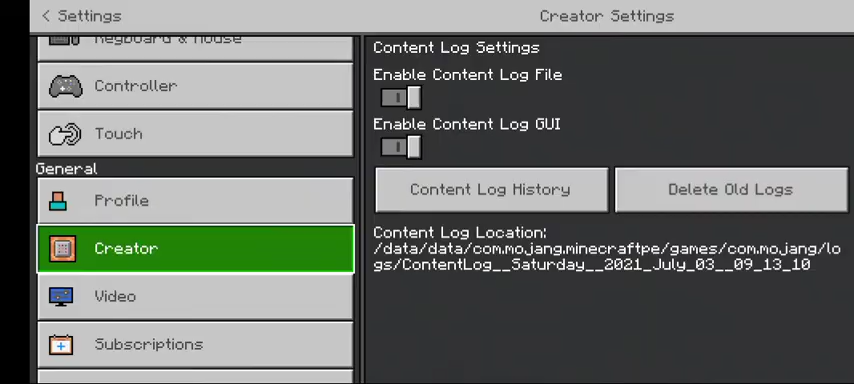 < Settings
Creator Settings
Keyboard & Mouse
Controller
Touch
General
Profile
Creator
Video
Subscriptions
Content Log Settings
Enable Content Log File
Enable Content Log GUI
Content Log History
Delete Old Logs
Content Log Location:
/data/data/com.mojang.minecraftpe/games/com.mojang/lo
gs/ContentLog__Saturday__2021_July_03__09_13_10